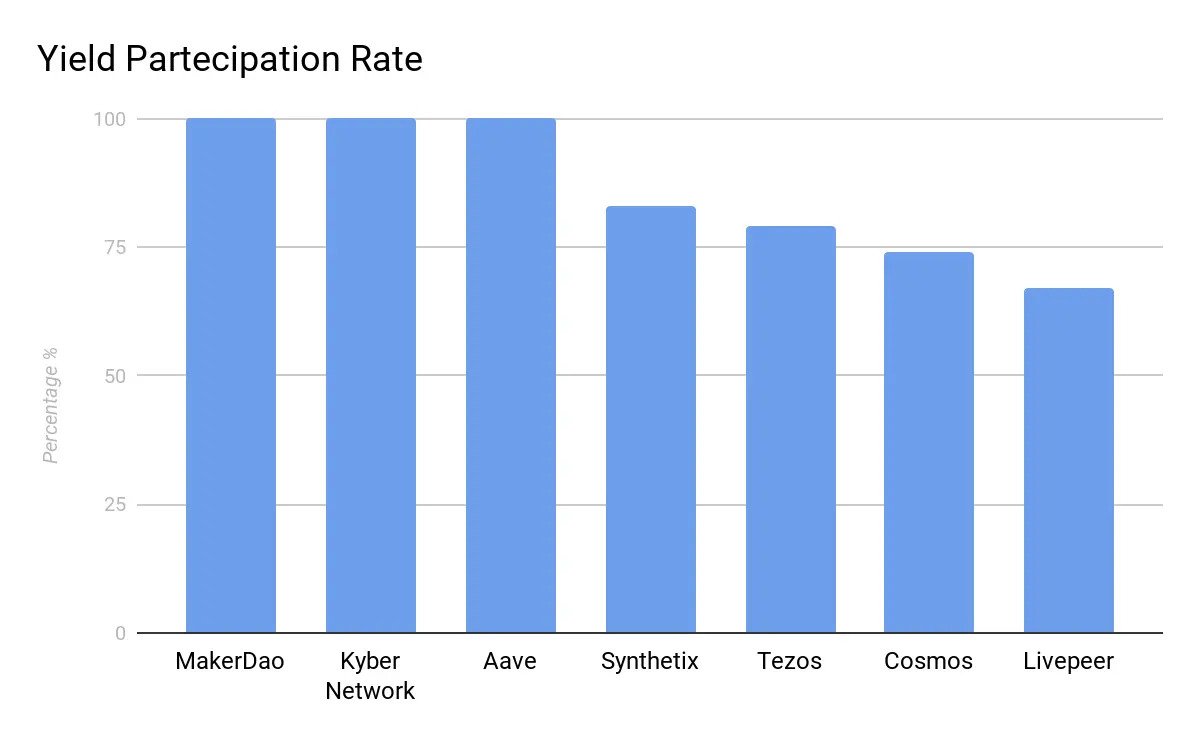 Yield Partecipation Rate
100
75
50
25
0
Percentage %
MakerDao
Kyber
Network
Aave
Synthetix
Tezos
Cosmos
Livepeer